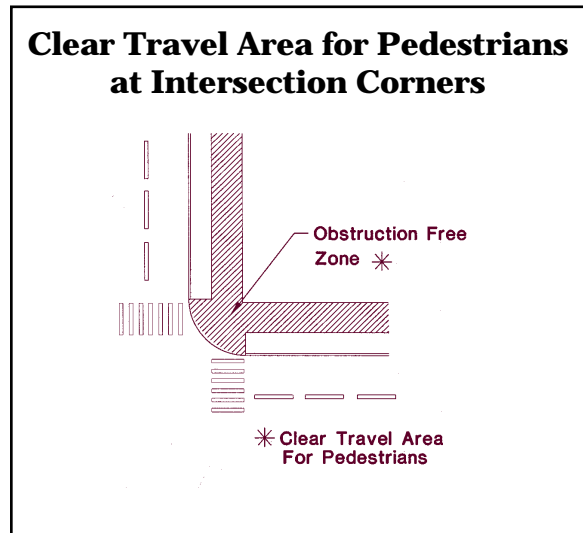 Clear Travel Area for Pedestrians
at Intersection Corners
Obstruction Free
Zone *
* Clear Travel Area
For Pedestrians